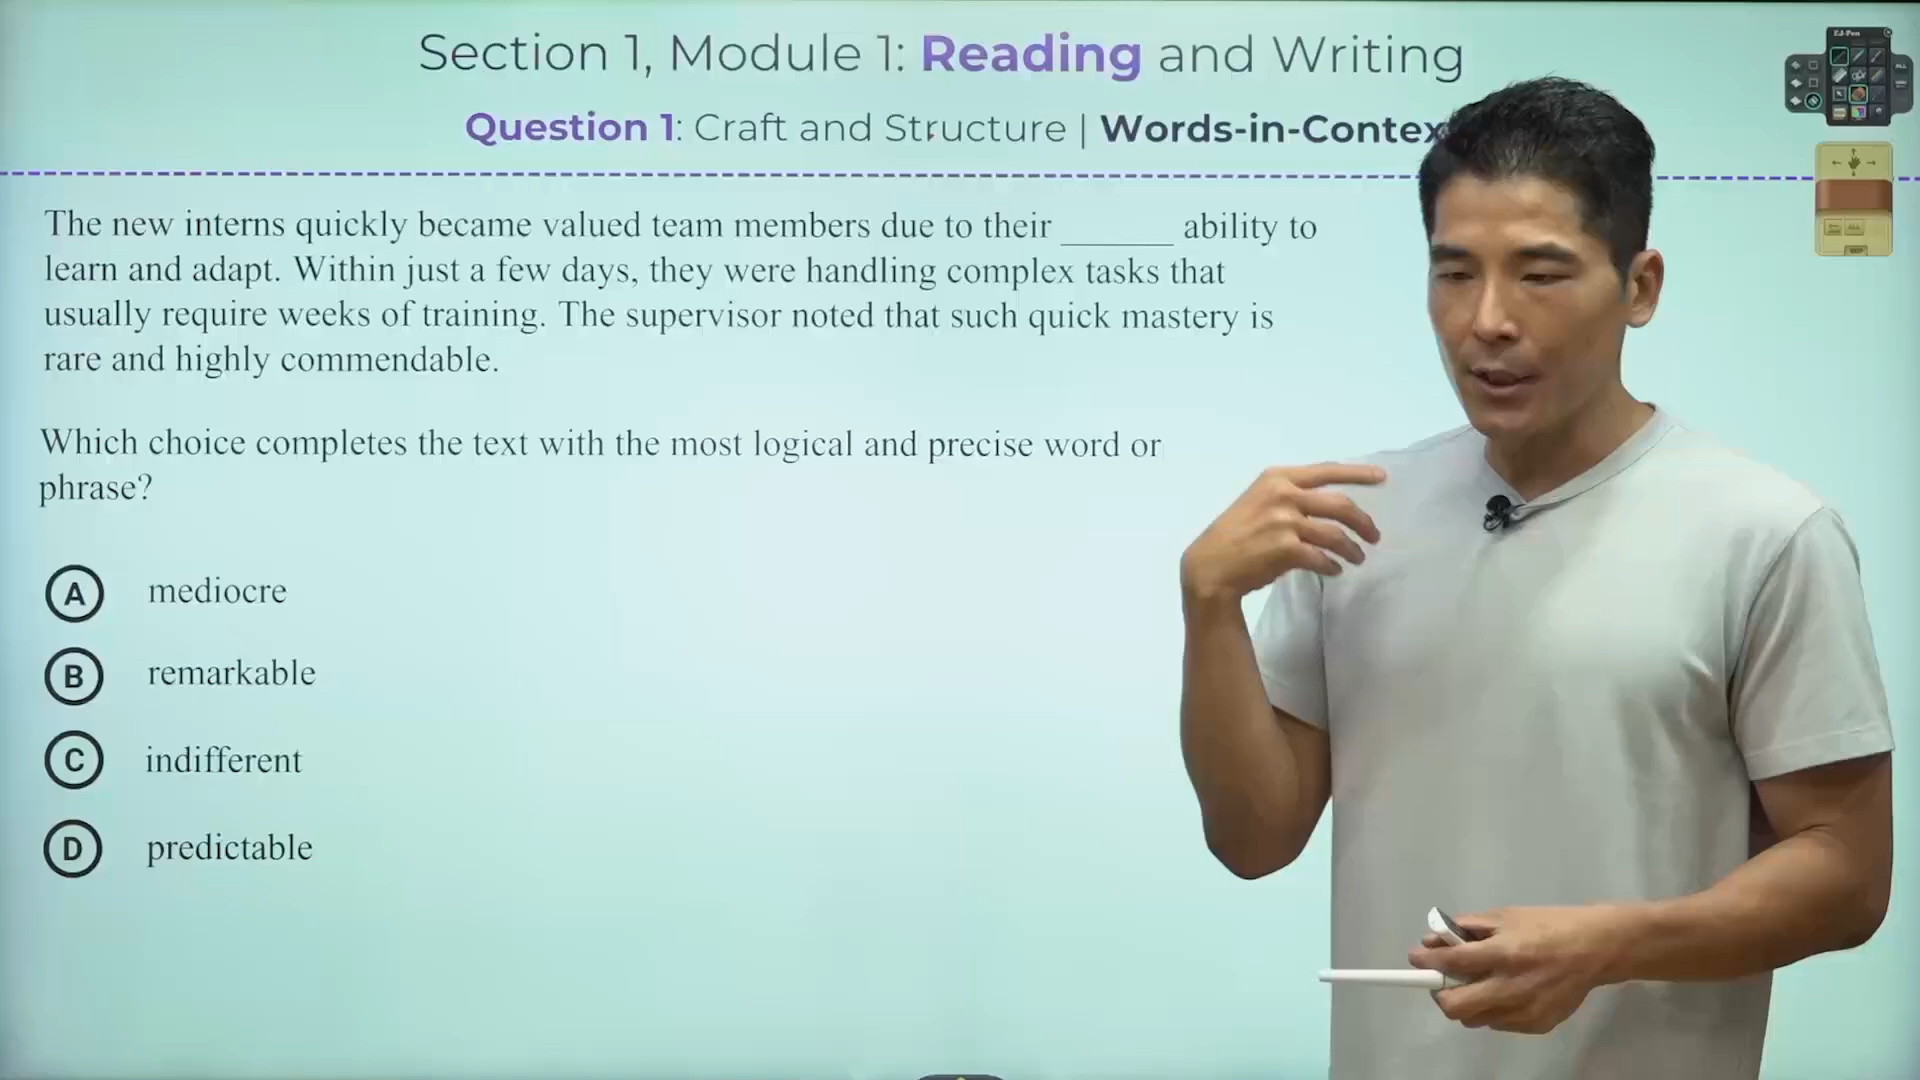 Section 1, Module 1: Reading and Writing
Question 1: Craft and Structure | Words-in-Contex
The new interns quickly became valued team members due to their ______ ability to
learn and adapt. Within just a few days, they were handling complex tasks that
usually require weeks of training. The supervisor noted that such quick mastery is
rare and highly commendable.
Which choice completes the text with the most logical and precise word or
phrase?
A mediocre
B remarkable
C indifferent
D predictable
EJ-Pen
ALL